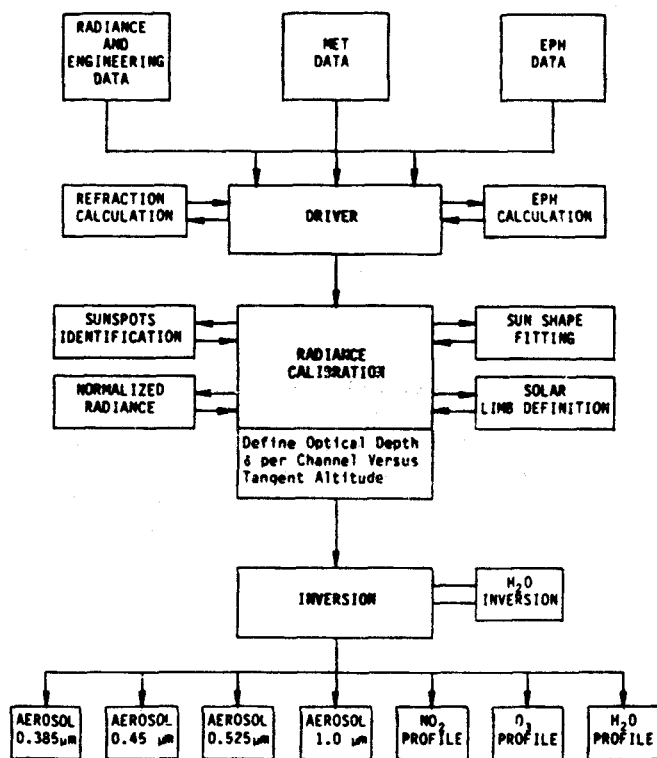 RADIANCE
AND
ENGINEERING
DATA
MET
DATA
EPH
DATA
REFRACTION
CALCULATION
DRIVER
EPH
CALCULATION
SUNSPOTS
IDENTIFICATION
RADIANCE
CALIBRATION
SUN SHAPE
FITTING
NORMALIZED
RADIANCE
SOLAR
LIMB DEFINITION
Define Optical Depth
δ per Channel Versus
Tangent Altitude
INVERSION
H₂O
INVERSION
AEROSOL
0.385μm
AEROSOL
0.45 μm
AEROSOL
0.525μm
AEROSOL
1.0 μm
NO₂
PROFILE
O₃
PROFILE
H₂O
PROFILE